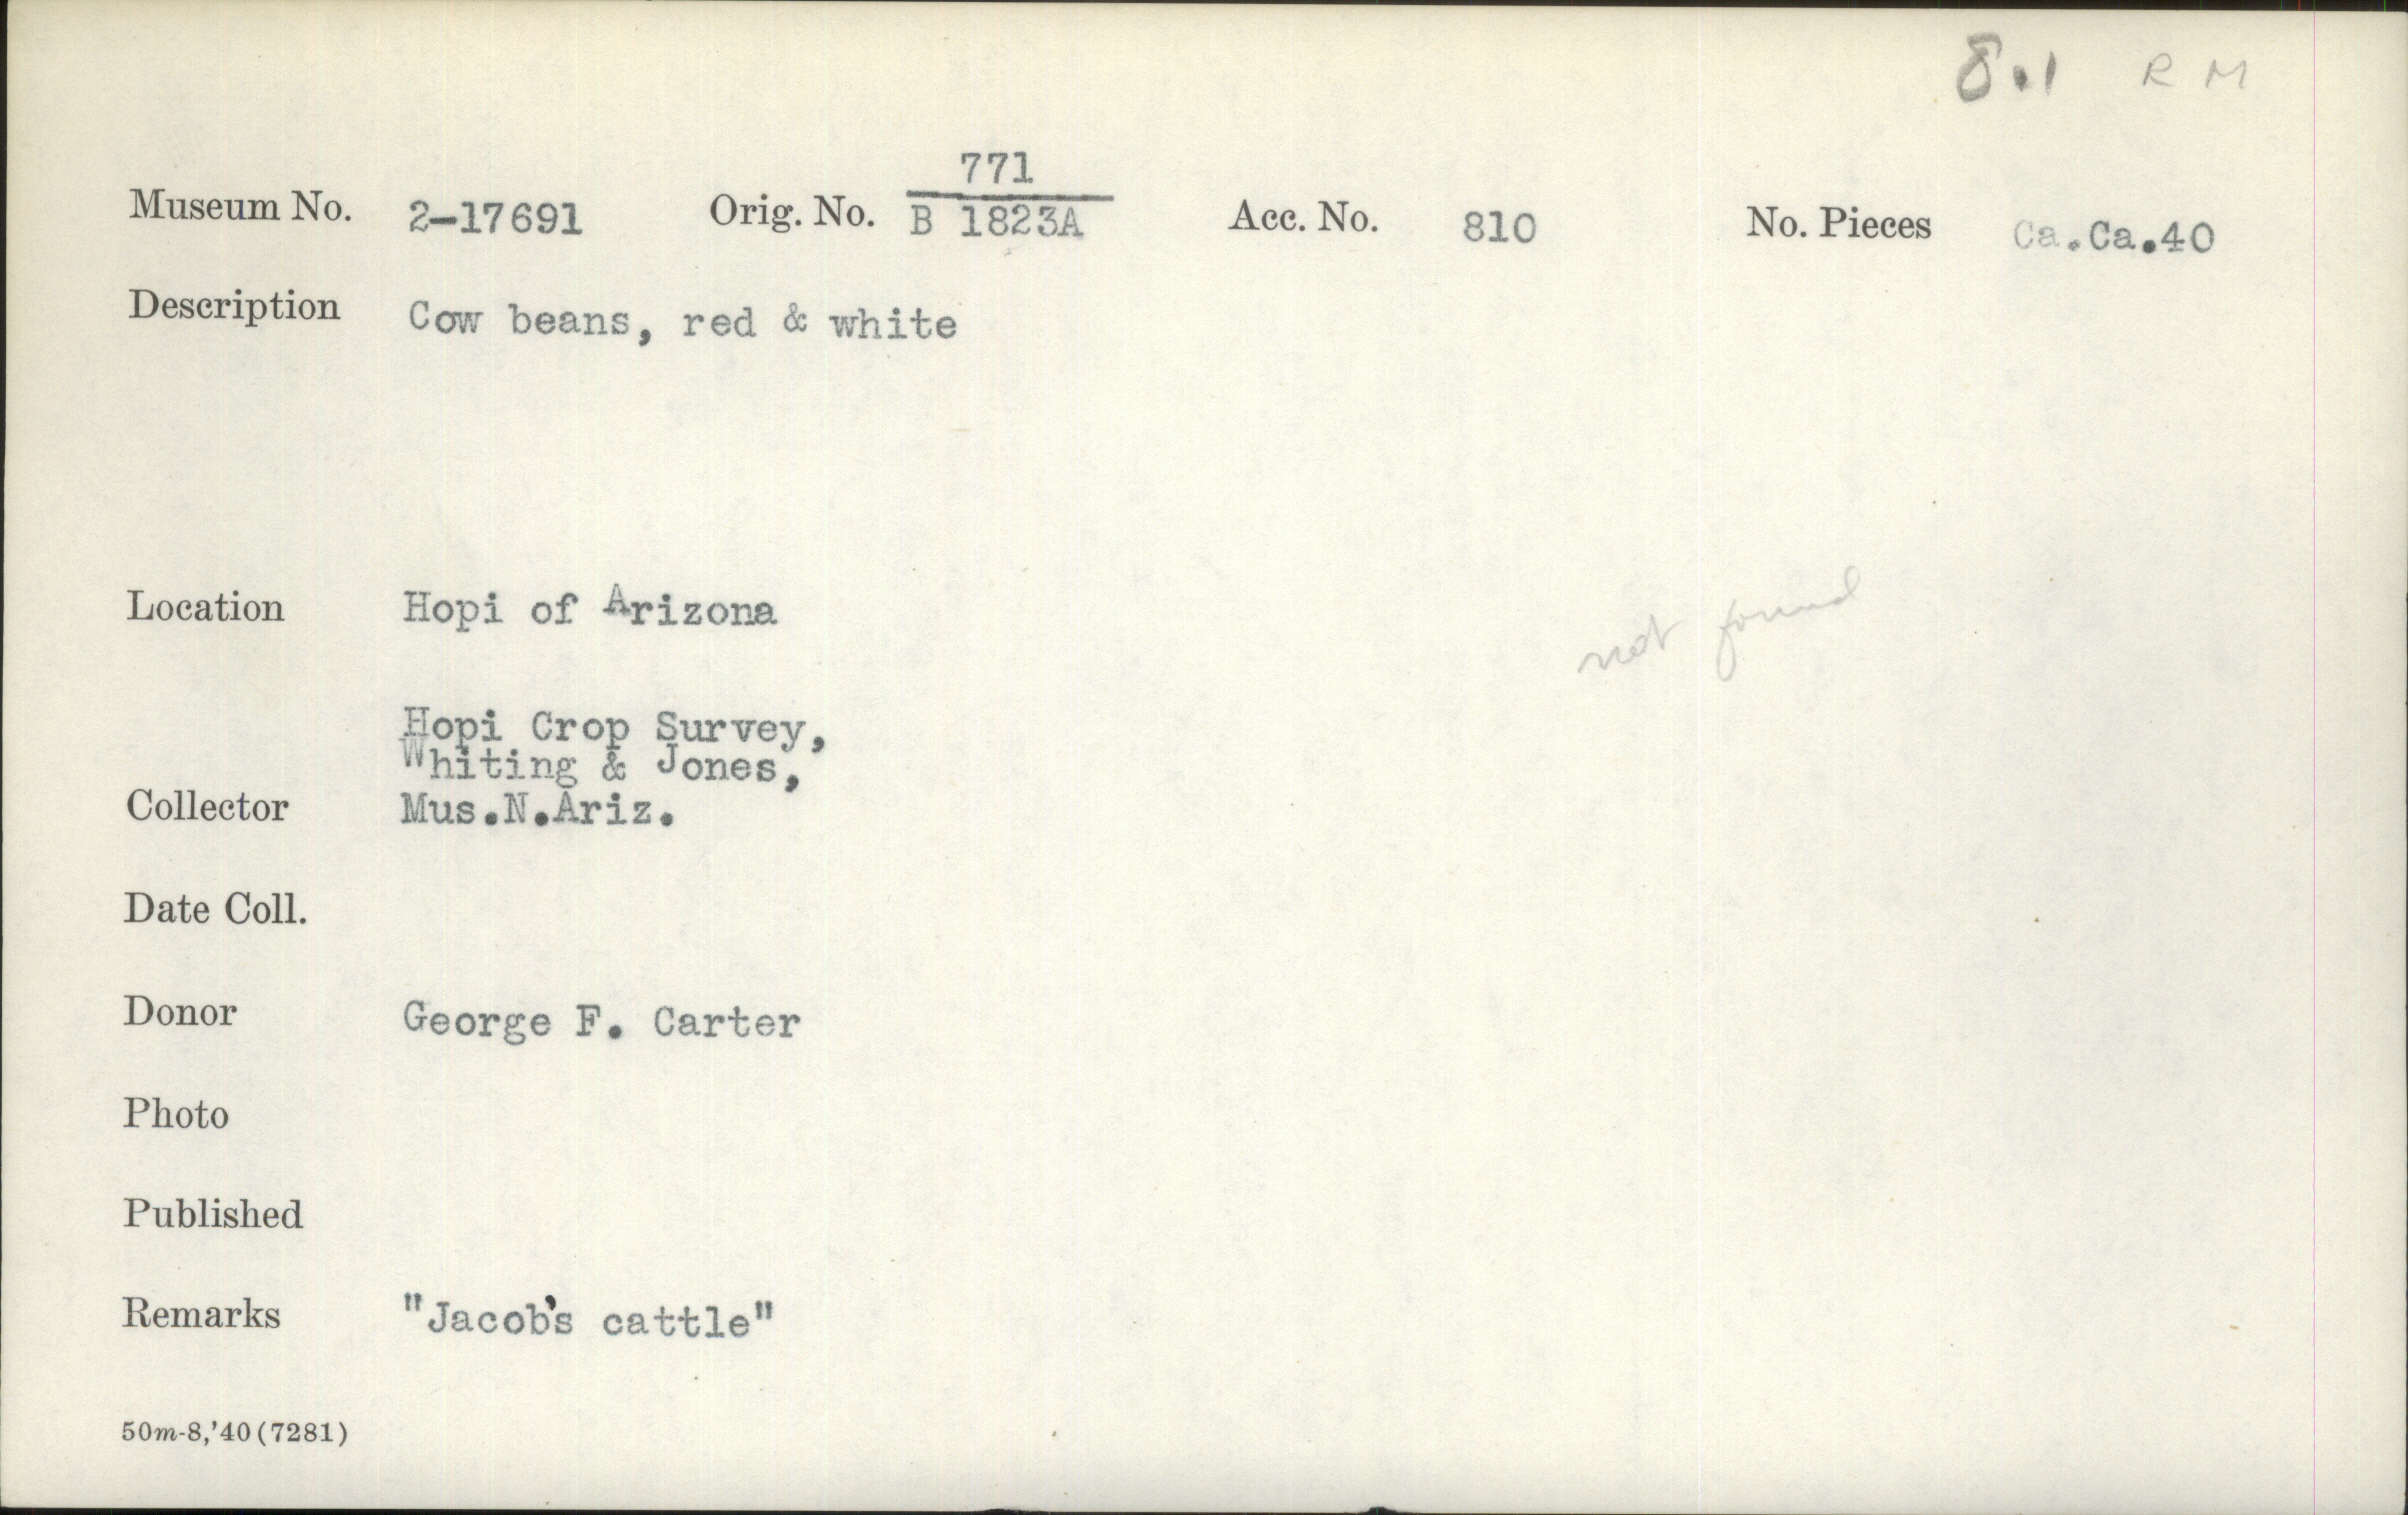 8.1 R M
771
Museum No. 2-17691 Orig. No. B 1823A Acc. No. 810 No. Pieces Ca.Ca.40
Description Cow beans, red & white
Location Hopi of Arizona
not found
Hopi Crop Survey,
Whiting & Jones,
Collector Mus.N.Ariz.
Date Coll.
Donor George F. Carter
Photo
Published
Remarks "Jacob's cattle"
50m-8,'40(7281)